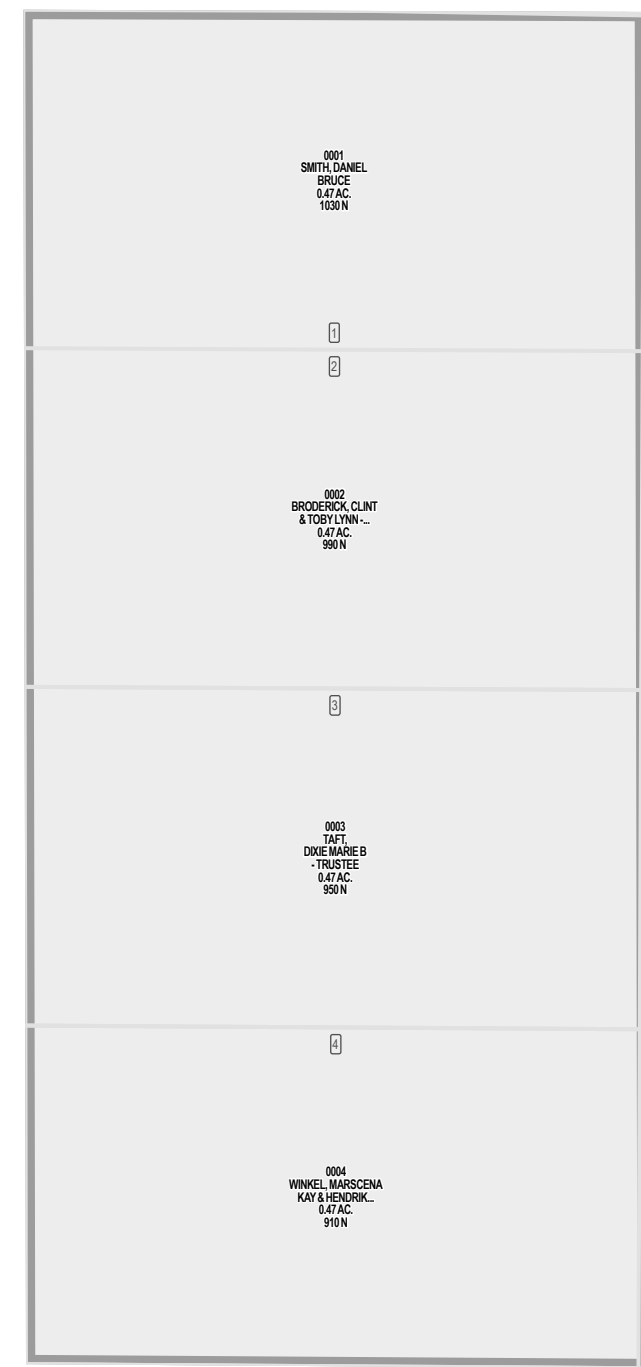 0001
SMITH, DANIEL
BRUCE
0.47 AC.
1030 N
1
2
0002
BRODERICK, CLINT
& TOBY LYNN -...
0.47 AC.
990 N
3
0003
TAFT,
DIXIE MARIE B
- TRUSTEE
0.47 AC.
950 N
4
0004
WINKEL, MARSCENA
KAY & HENDRIK...
0.47 AC.
910 N